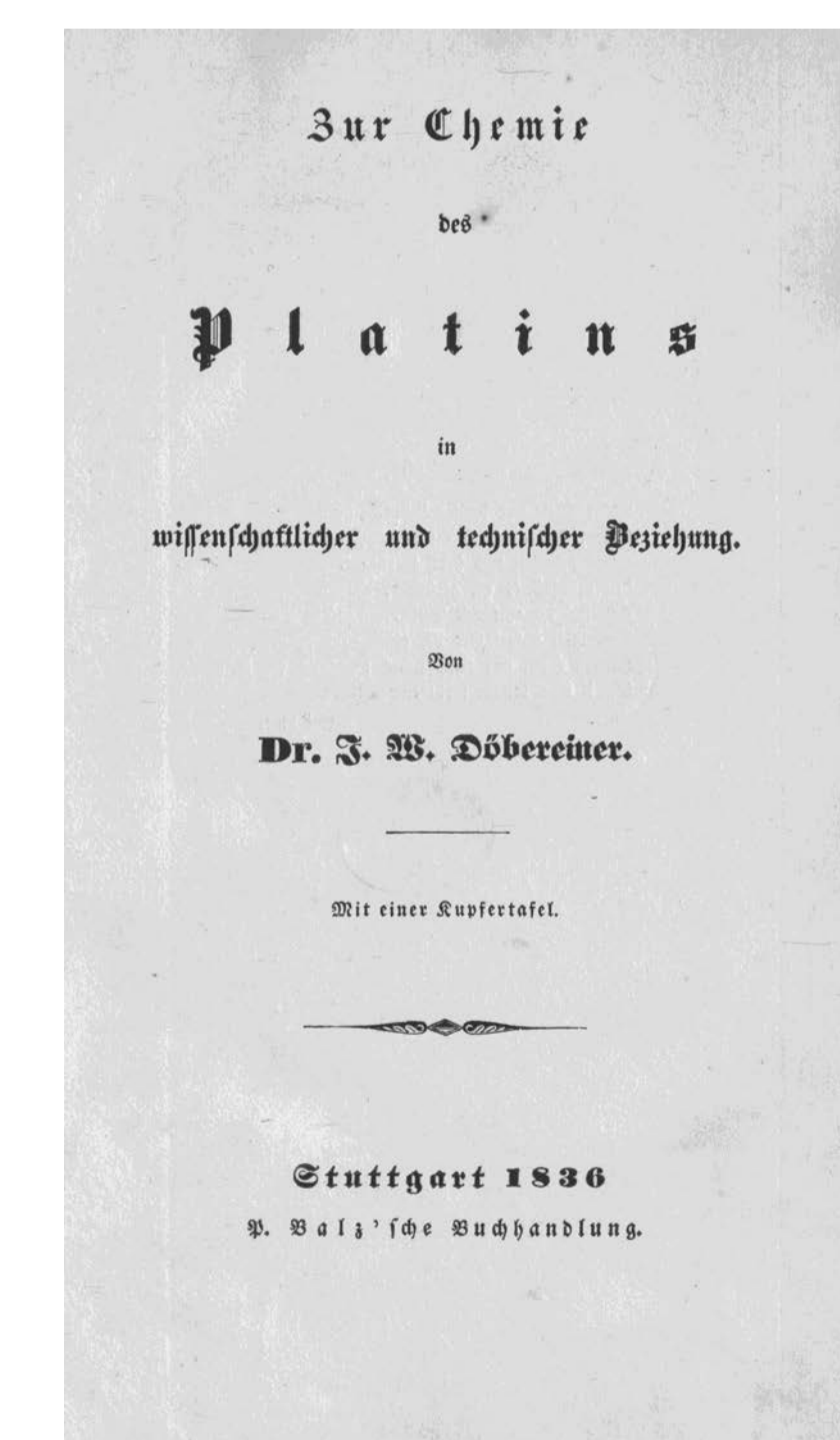 Zur Chemie
des
Platins
in
wissenschaftlicher und technischer Beziehung.
Von
Dr. J. W. Döbereiner.
Mit einer Kupfertafel.
Stuttgart 1836
P. Balz'sche Buchhandlung.